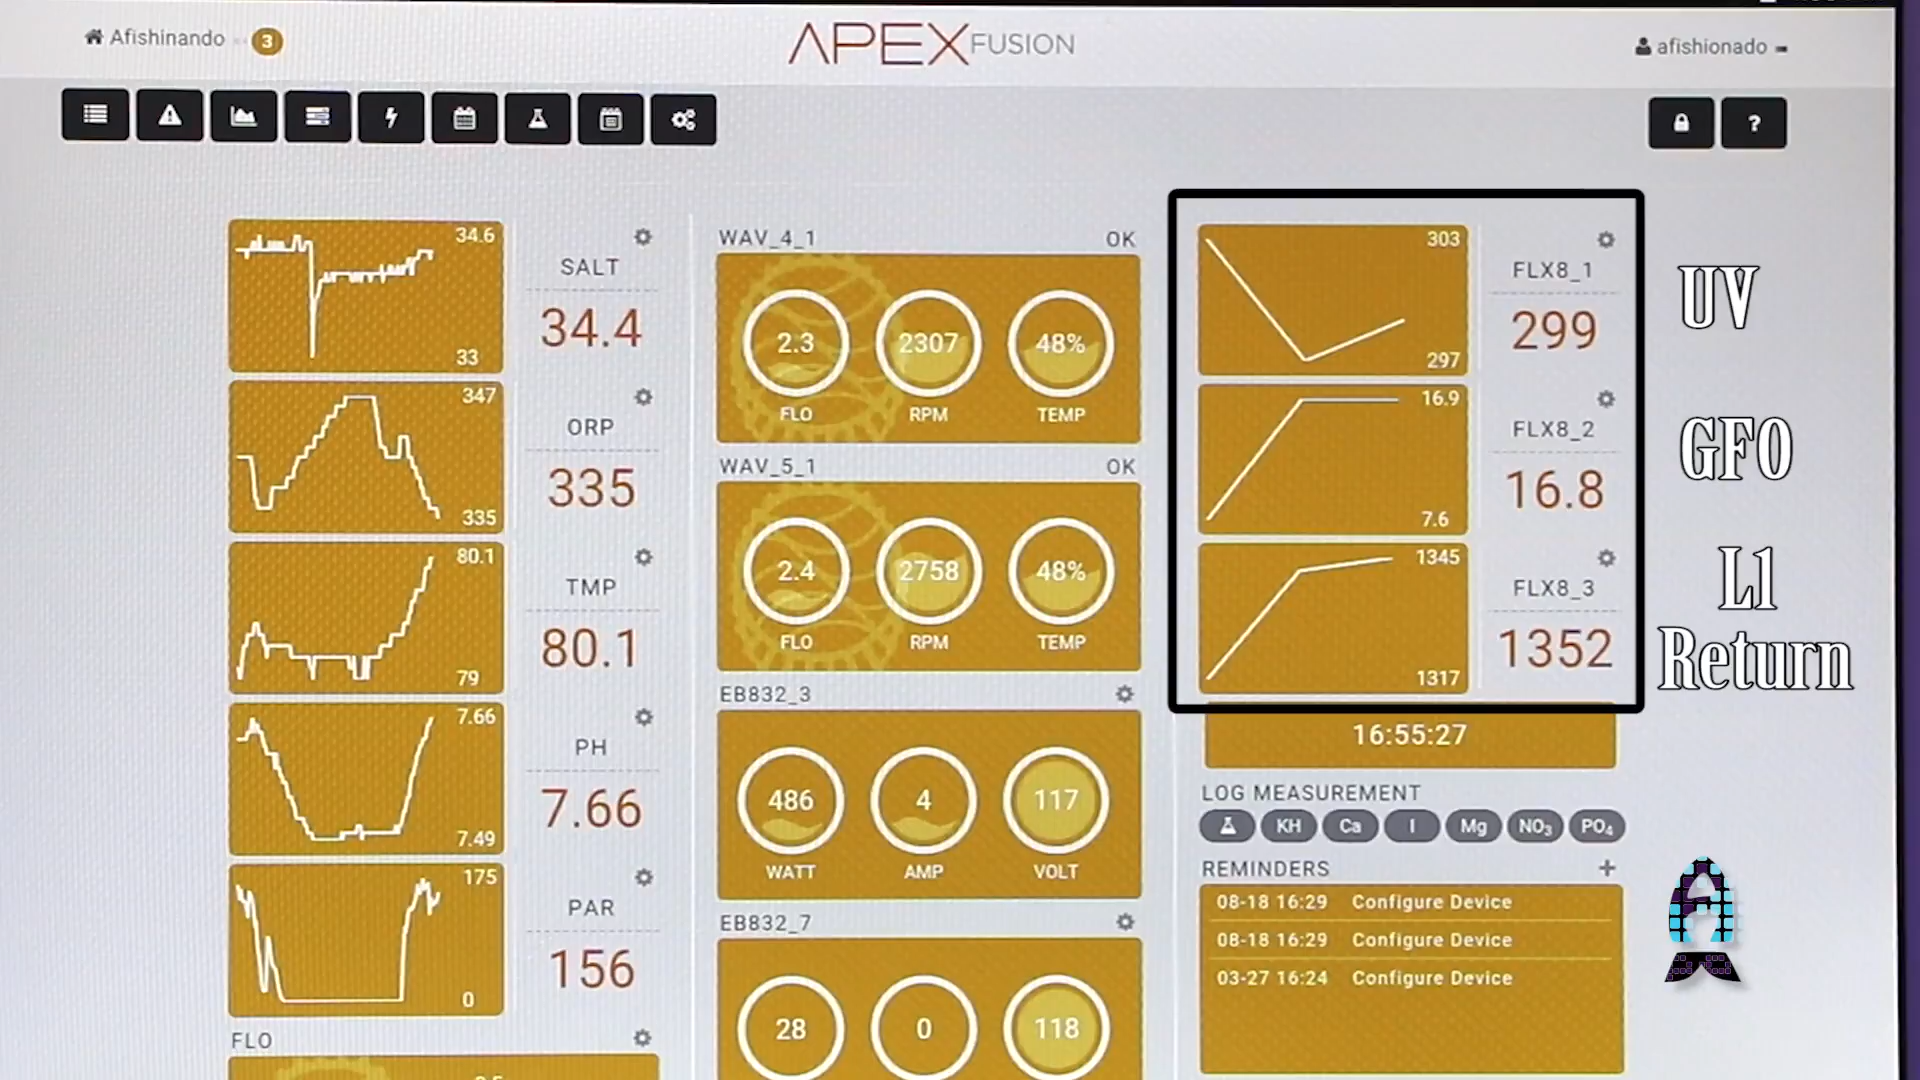 Afishinando
3
APEX FUSION
afishionado
?
34.6
33
SALT
34.4
347
335
ORP
335
80.1
79
TMP
80.1
7.66
7.49
PH
7.66
175
0
PAR
156
FLO
WAV_4_1 OK
2.3 2307 48%
FLO RPM TEMP
WAV_5_1 OK
2.4 2758 48%
FLO RPM TEMP
EB832_3
486 4 117
WATT AMP VOLT
EB832_7
28 0 118
303
297
FLX8_1
299
UV
16.9
7.6
FLX8_2
16.8
GFO
1345
1317
FLX8_3
1352
L1
Return
16:55:27
LOG MEASUREMENT
KH Ca I Mg NO₃ PO₄
REMINDERS +
08-18 16:29 Configure Device
08-18 16:29 Configure Device
03-27 16:24 Configure Device
A